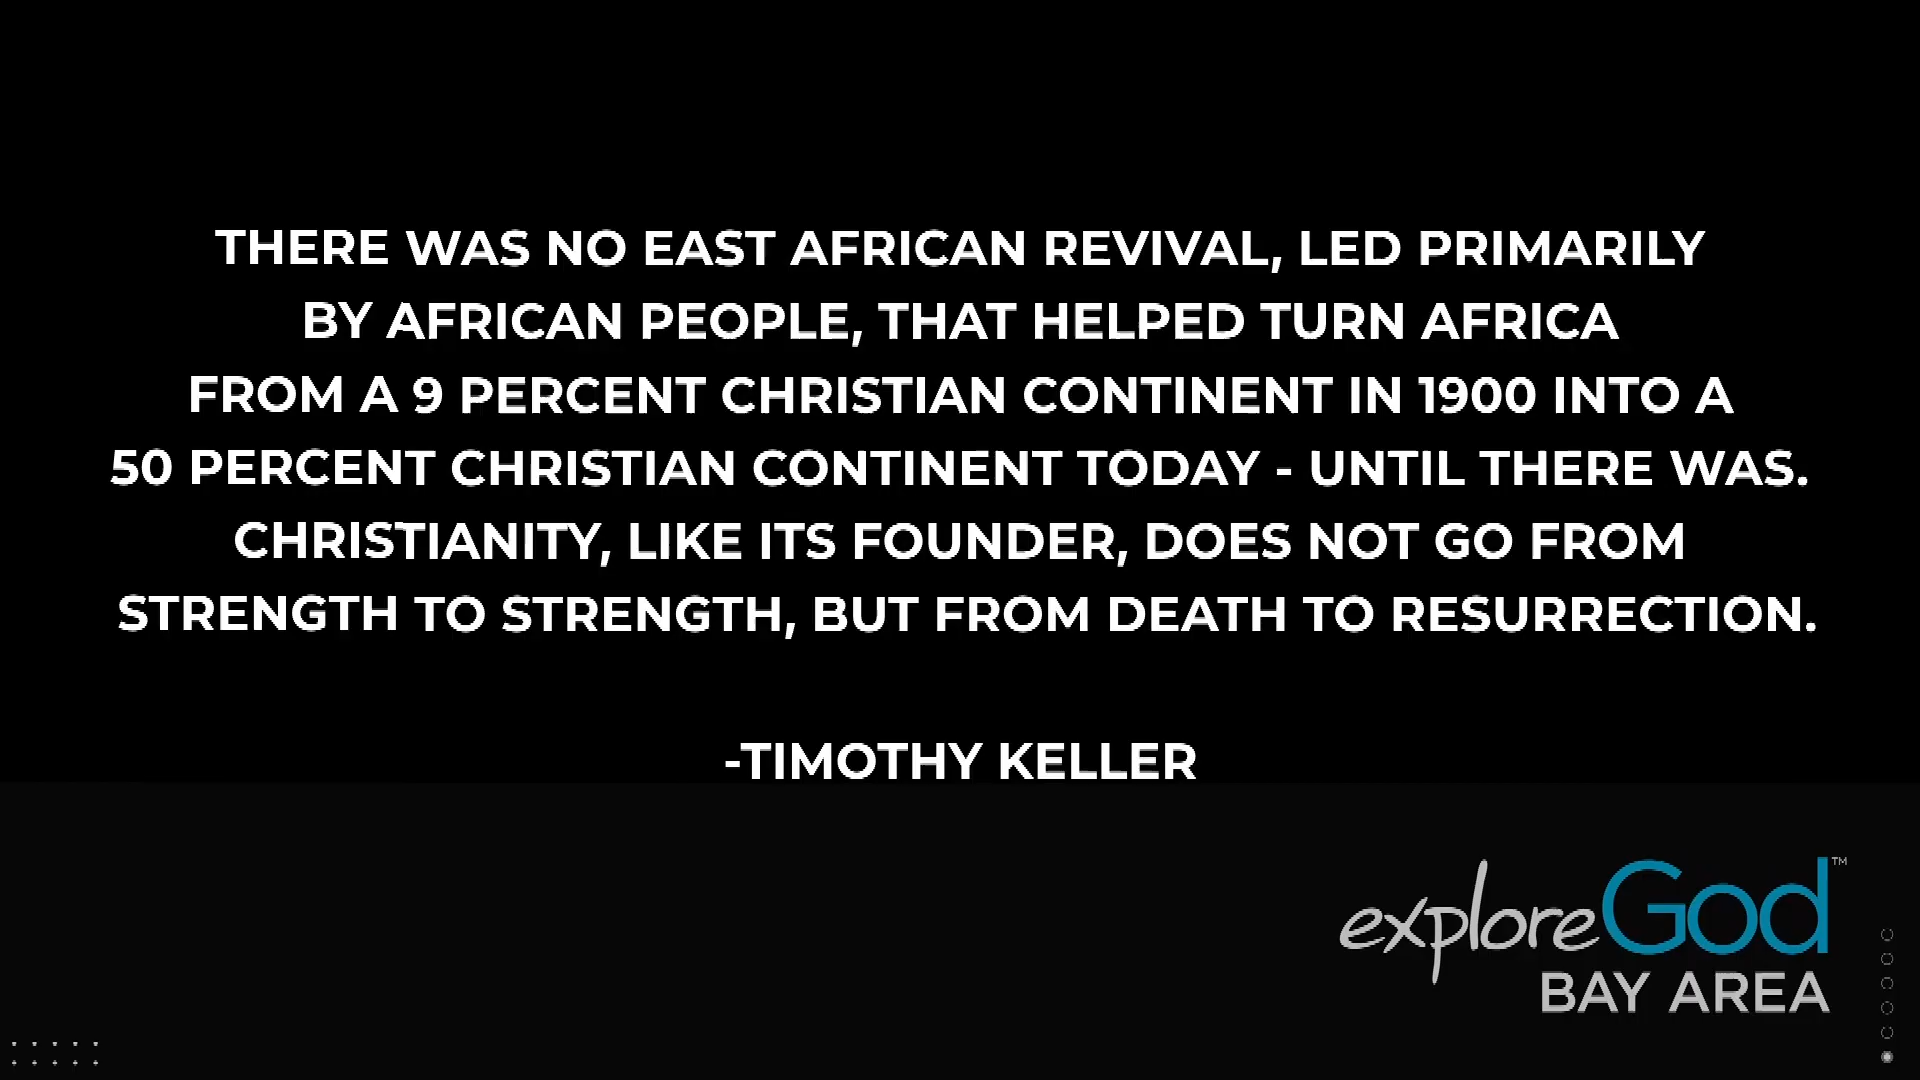 THERE WAS NO EAST AFRICAN REVIVAL, LED PRIMARILY
BY AFRICAN PEOPLE, THAT HELPED TURN AFRICA
FROM A 9 PERCENT CHRISTIAN CONTINENT IN 1900 INTO A
50 PERCENT CHRISTIAN CONTINENT TODAY - UNTIL THERE WAS.
CHRISTIANITY, LIKE ITS FOUNDER, DOES NOT GO FROM
STRENGTH TO STRENGTH, BUT FROM DEATH TO RESURRECTION.
-TIMOTHY KELLER
exploreGod™
BAY AREA